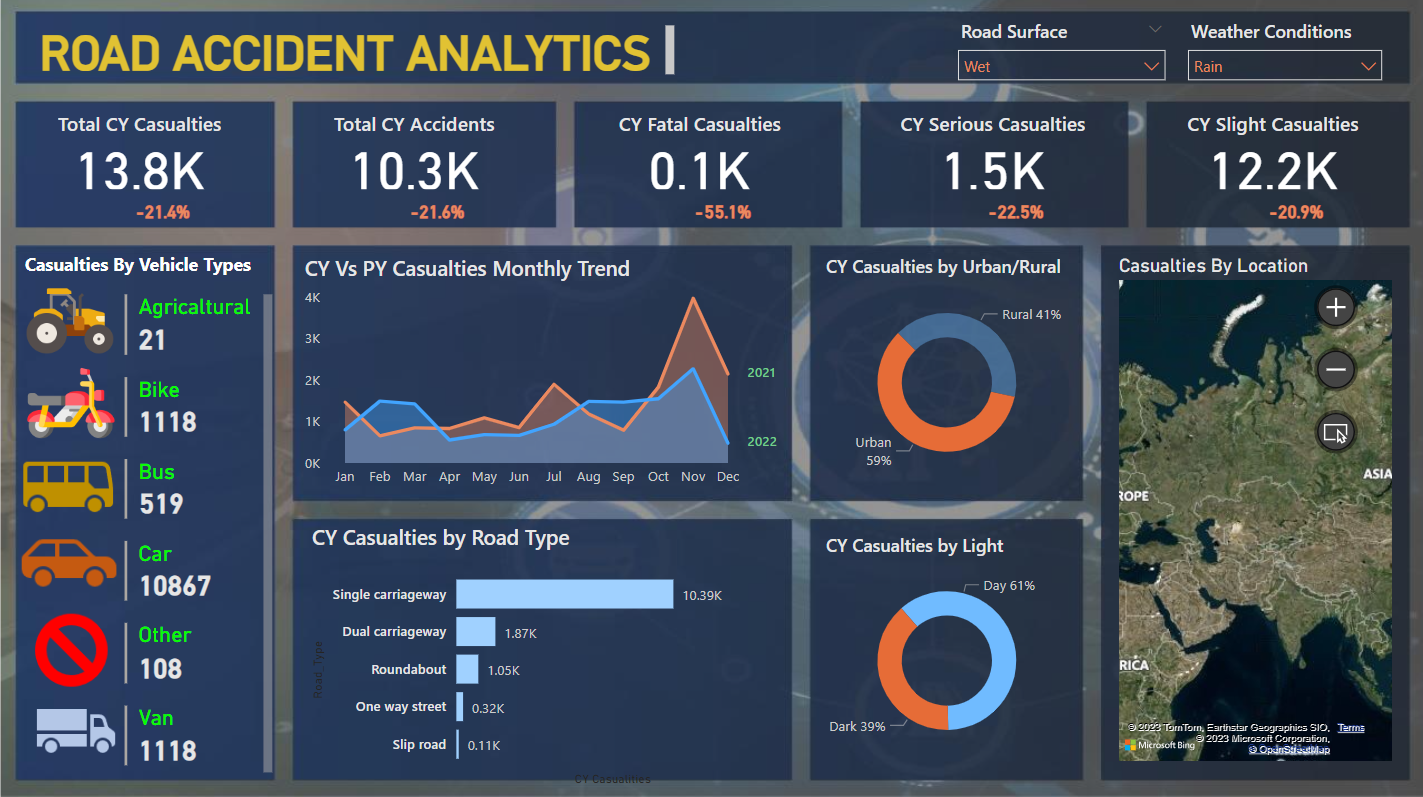 ROAD ACCIDENT ANALYTICS
Road Surface
Wet
Weather Conditions
Rain
Total CY Casualties
13.8K
-21.4%
Total CY Accidents
10.3K
-21.6%
CY Fatal Casualties
0.1K
-55.1%
CY Serious Casualties
1.5K
-22.5%
CY Slight Casualties
12.2K
-20.9%
Casualties By Vehicle Types
Agricaltural
21
Bike
1118
Bus
519
Car
10867
Other
108
Van
1118
CY Vs PY Casualties Monthly Trend
4K
3K
2K
1K
0K
Jan Feb Mar Apr May Jun Jul Aug Sep Oct Nov Dec
2021
2022
CY Casualties by Road Type
Road_Type
Single carriageway 10.39K
Dual carriageway 1.87K
Roundabout 1.05K
One way street 0.32K
Slip road 0.11K
CY Casualties
CY Casualties by Urban/Rural
Rural 41%
Urban
59%
CY Casualties by Light
Day 61%
Dark 39%
Casualties By Location
ASIA
ROPE
RICA
© 2023 TomTom, Earthstar Geographics SIO, Terms
© 2023 Microsoft Corporation,
Microsoft Bing
© OpenStreetMap